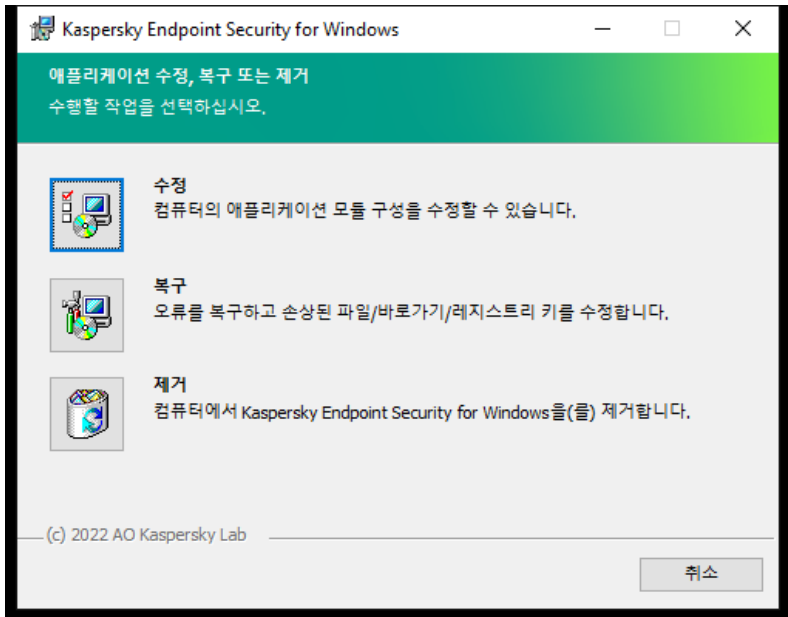 Kaspersky Endpoint Security for Windows
애플리케이션 수정, 복구 또는 제거
수행할 작업을 선택하십시오.
수정
컴퓨터의 애플리케이션 모듈 구성을 수정할 수 있습니다.
복구
오류를 복구하고 손상된 파일/바로가기/레지스트리 키를 수정합니다.
제거
컴퓨터에서 Kaspersky Endpoint Security for Windows을(를) 제거합니다.
(c) 2022 AO Kaspersky Lab
취소